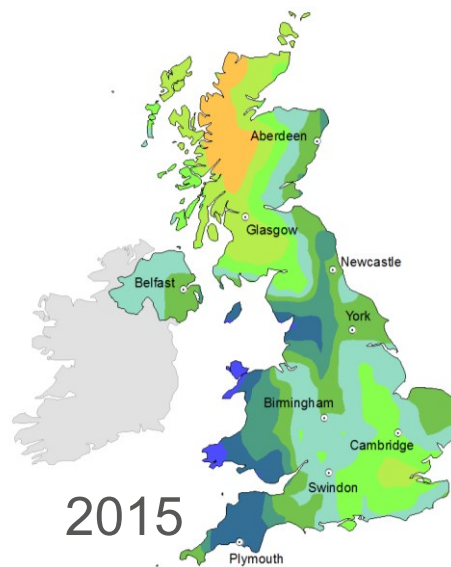 Aberdeen
Glasgow
Newcastle
Belfast
York
Birmingham
Cambridge
Swindon
2015
Plymouth